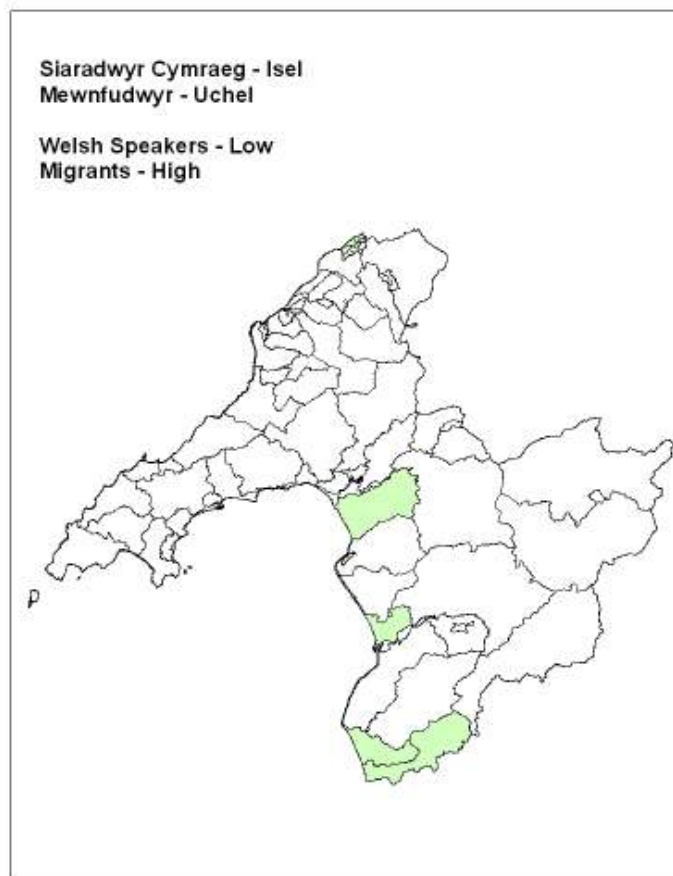 Siaradwyr Cymraeg - Isel
Mewnfudwyr - Uchel
Welsh Speakers - Low
Migrants - High